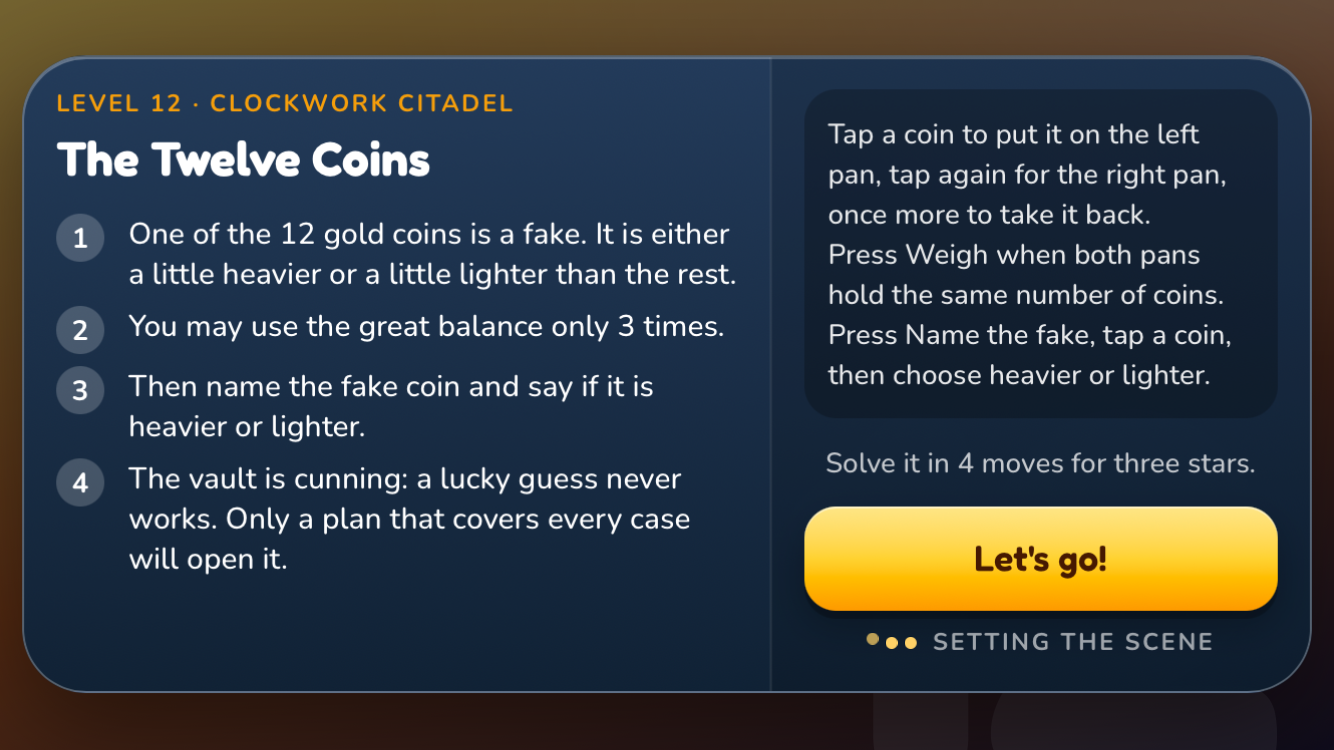 LEVEL 12 · CLOCKWORK CITADEL
The Twelve Coins
1 One of the 12 gold coins is a fake. It is either
a little heavier or a little lighter than the rest.
2 You may use the great balance only 3 times.
3 Then name the fake coin and say if it is
heavier or lighter.
4 The vault is cunning: a lucky guess never
works. Only a plan that covers every case
will open it.
Tap a coin to put it on the left
pan, tap again for the right pan,
once more to take it back.
Press Weigh when both pans
hold the same number of coins.
Press Name the fake, tap a coin,
then choose heavier or lighter.
Solve it in 4 moves for three stars.
Let's go!
SETTING THE SCENE